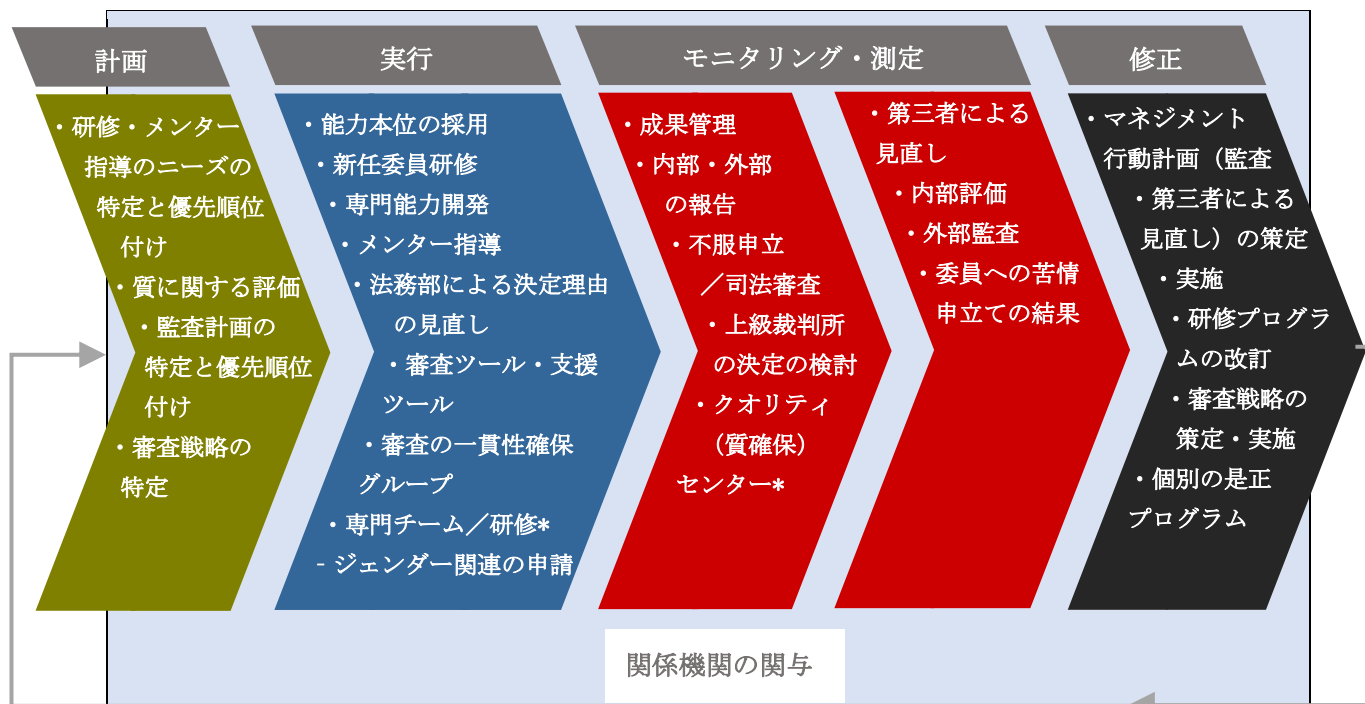 計画
・研修・メンター
指導のニーズの
特定と優先順位
付け
・質に関する評価
・監査計画の
特定と優先順位
付け
・審査戦略の
特定
実行
・能力本位の採用
・新任委員研修
・専門能力開発
・メンター指導
・法務部による決定理由
の見直し
・審査ツール・支援
ツール
・審査の一貫性確保
グループ
・専門チーム／研修*
- ジェンダー関連の申請
モニタリング・測定
・成果管理
・内部・外部
の報告
・不服申立
／司法審査
・上級裁判所
の決定の検討
・クオリティ
（質確保）
センター*
・第三者による
見直し
・内部評価
・外部監査
・委員への苦情
申立ての結果
修正
・マネジメント
行動計画（監査
・第三者による
見直し）の策定
・実施
・研修プログラ
ムの改訂
・審査戦略の
策定・実施
・個別の是正
プログラム
関係機関の関与